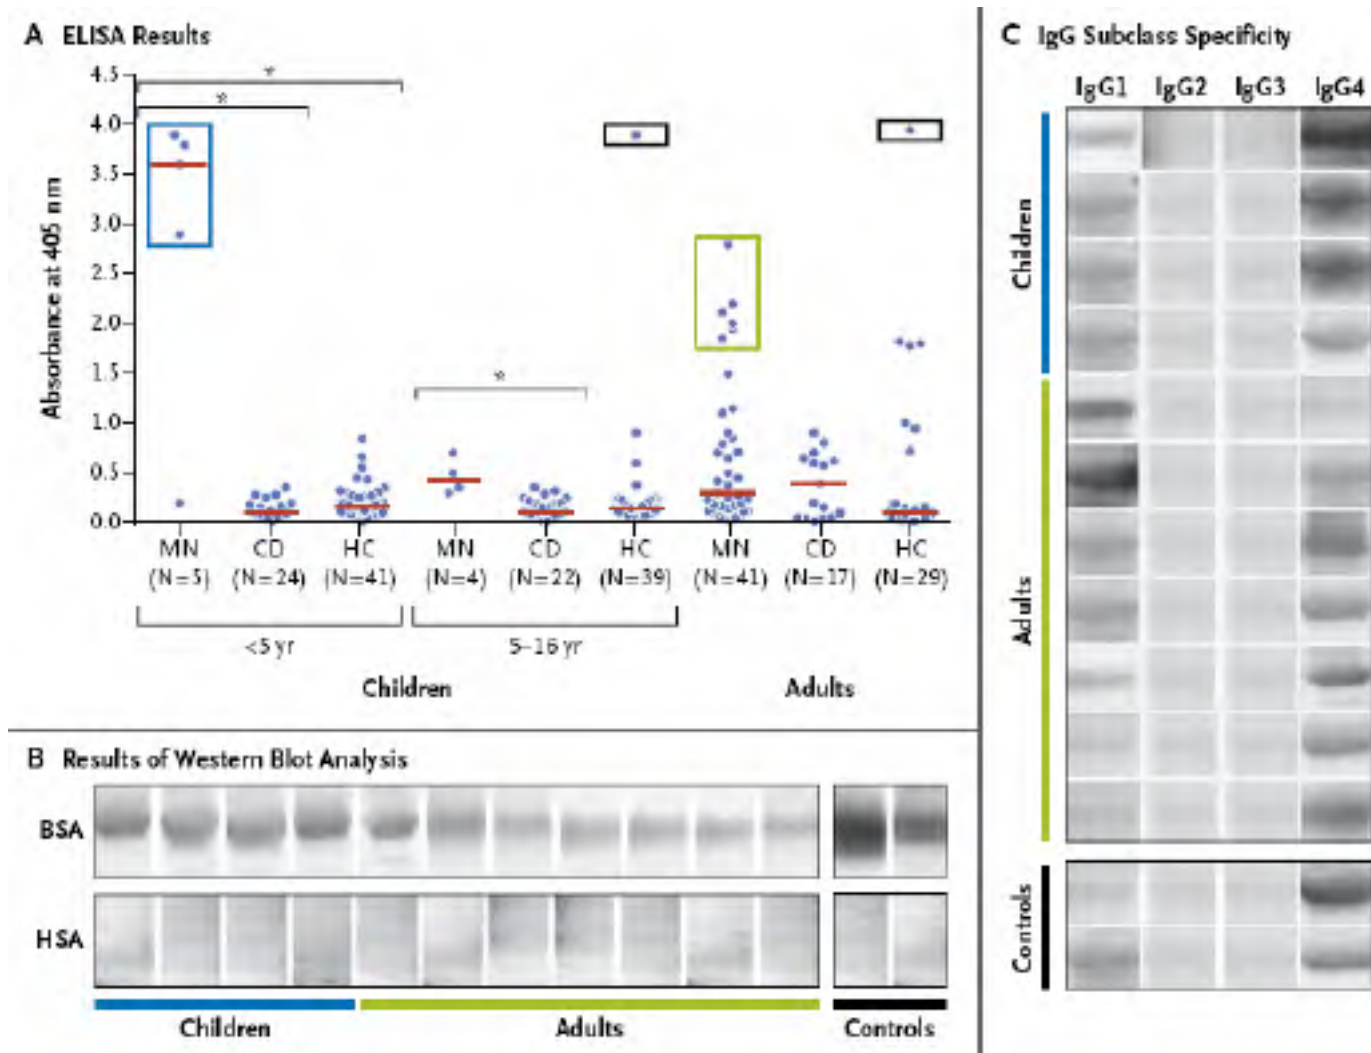 A ELISA Results
*
*
*
4.5
4.0
3.5
3.0
2.5
2.0
1.5
1.0
0.5
0.0
Absorbance at 405 nm
MN CD HC MN CD HC MN CD HC
(N=5) (N=24) (N=41) (N=4) (N=22) (N=39) (N=41) (N=17) (N=29)
<5 yr 5–16 yr
Children Adults
B Results of Western Blot Analysis
BSA
HSA
Children Adults Controls
C IgG Subclass Specificity
IgG1 IgG2 IgG3 IgG4
Children
Adults
Controls